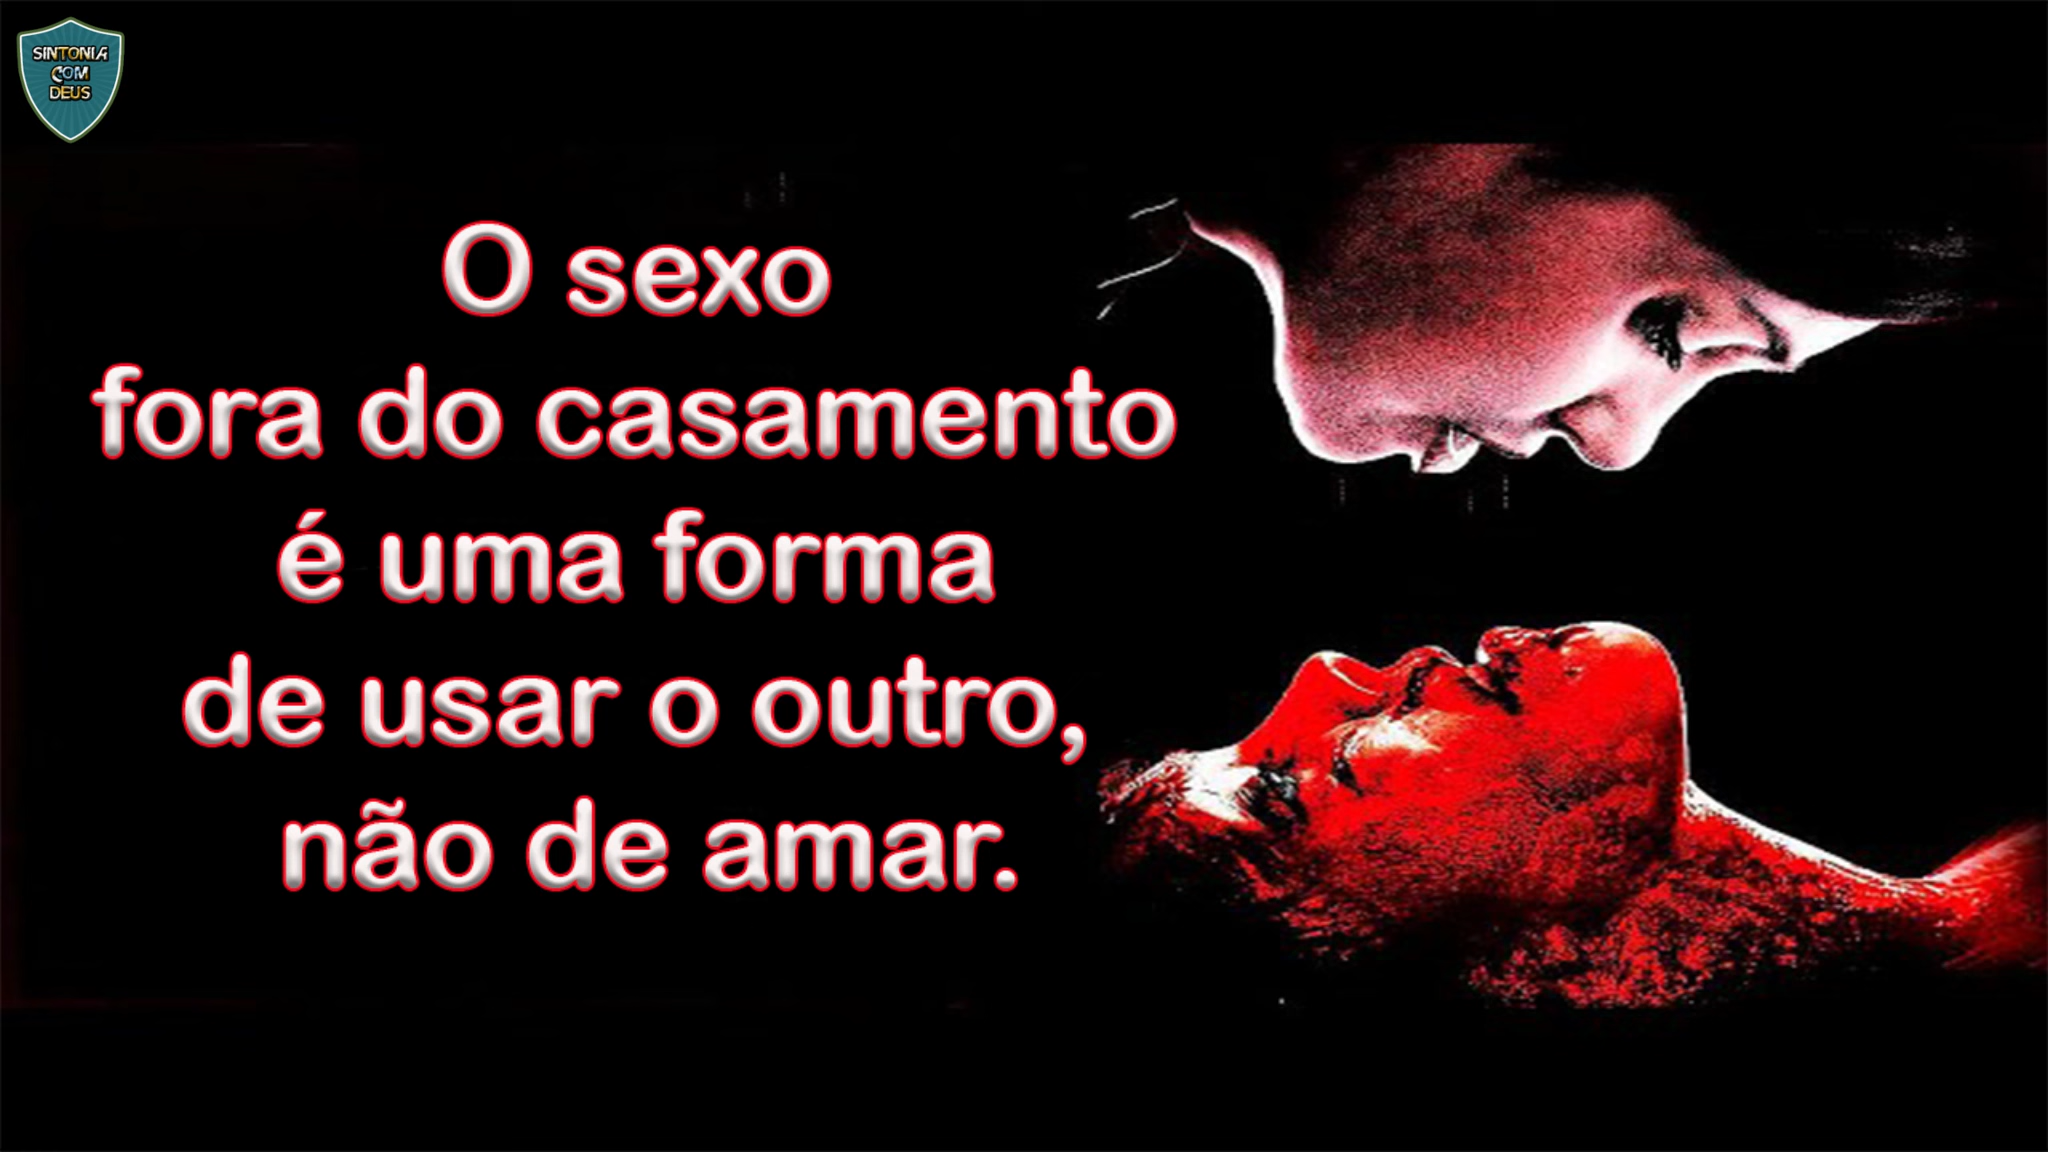 SINTONIA
COM
DEUS
O sexo
fora do casamento
é uma forma
de usar o outro,
não de amar.